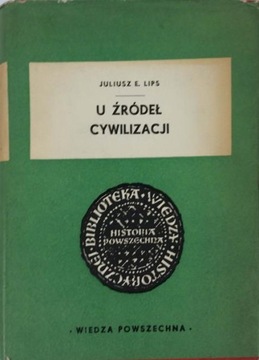 JULIUSZ E. LIPS
U ŹRÓDEŁ
CYWILIZACJI
BIBLIOTEKA · WIEDZY · HISTORYCZNEJ
HISTORIA
POWSZECHNA
· WIEDZA POWSZECHNA ·